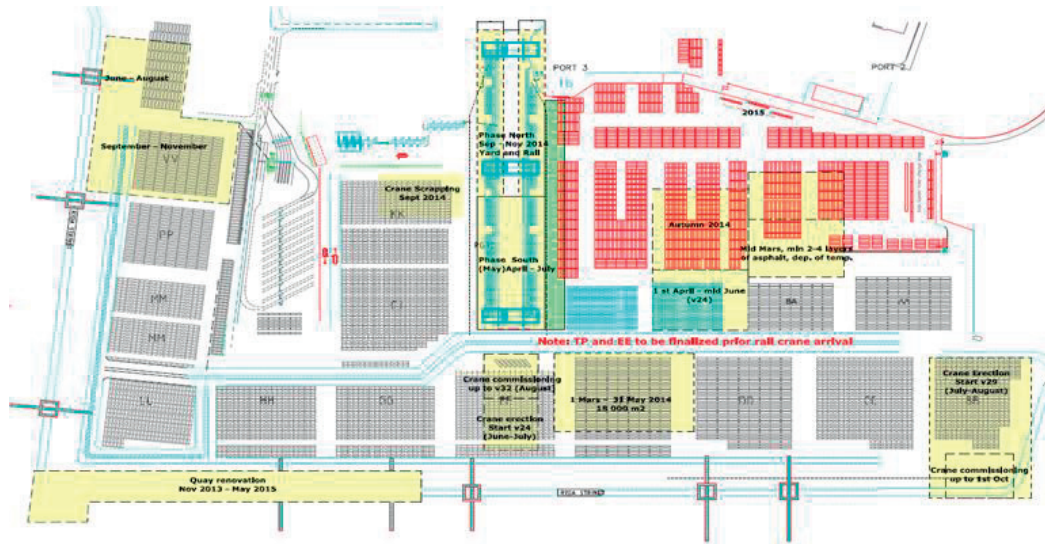 PORT 3
PORT 2
June - August
2015
September - November
VV
Phase North
Sep - Nov 2014
Yard and Rail
Crane Scrapping
Sept 2014
KK
Autumn 2014
PP
Mid Mars, min 2-4 layers
of asphalt, dep. of temp.
Phase South
(May)April - July
1 st April - mid June
(v24)
MM
BA
AA
NM
Note: TP and EE to be finalized prior rail crane arrival
Crane commissioning
up to v32 (August)
Crane erection
Start v24
(June-July)
1 Mars - 31 May 2014
18 000 m2
Crane Erection
Start v29
(July-August)
LL
HH
GG
FF
DD
CC
BB
Crane commissioning
up to 1st Oct
Quay renovation
Nov 2013 - May 2015